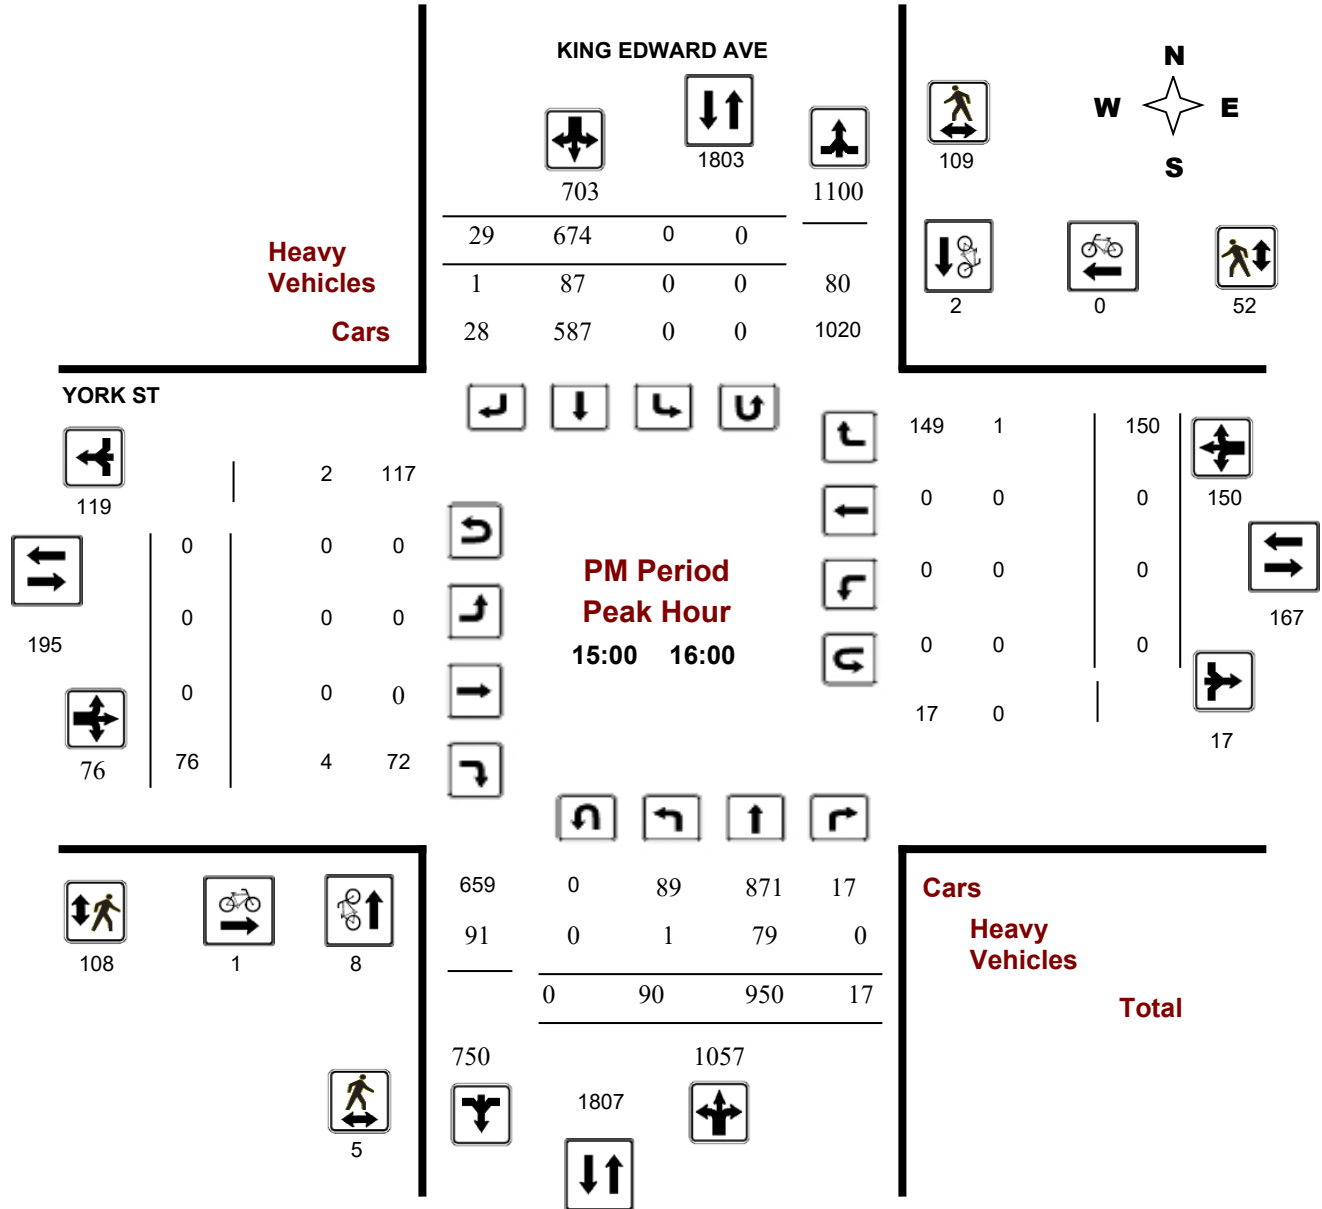 KING EDWARD AVE
N
W E
S
1803
109
703
1100
29 674 0 0
Heavy
Vehicles
1 87 0 0 80
2 0 52
Cars
28 587 0 0 1020
YORK ST
149 1 150
2 117
119
0 0 0
150
0 0 0
PM Period
0 0 0
Peak Hour
167
0 0 0
195
15:00 16:00
0 0 0
0 0 0
17 0
17
76
76 4 72
659 0 89 871 17
Cars
91 0 1 79 0
Heavy
Vehicles
108 1 8
0 90 950 17
Total
750 1057
1807
5